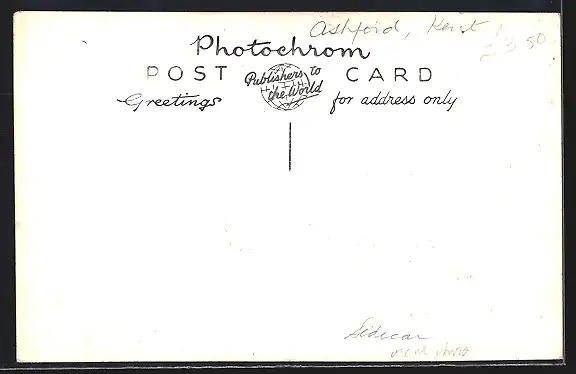 Ashford, Kent
£3.50
Photochrom
POST CARD
Publishers to
the World
Greetings for address only
Sidecar